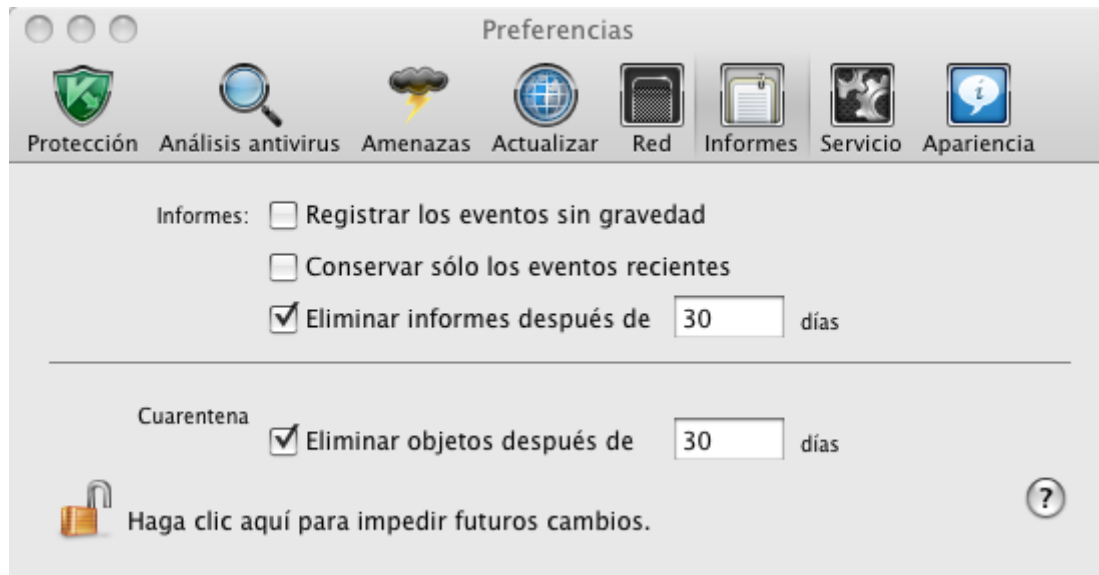 Preferencias
Protección Análisis antivirus Amenazas Actualizar Red Informes Servicio Apariencia
Informes: Registrar los eventos sin gravedad
Conservar sólo los eventos recientes
Eliminar informes después de 30 días
Cuarentena
Eliminar objetos después de 30 días
?
Haga clic aquí para impedir futuros cambios.